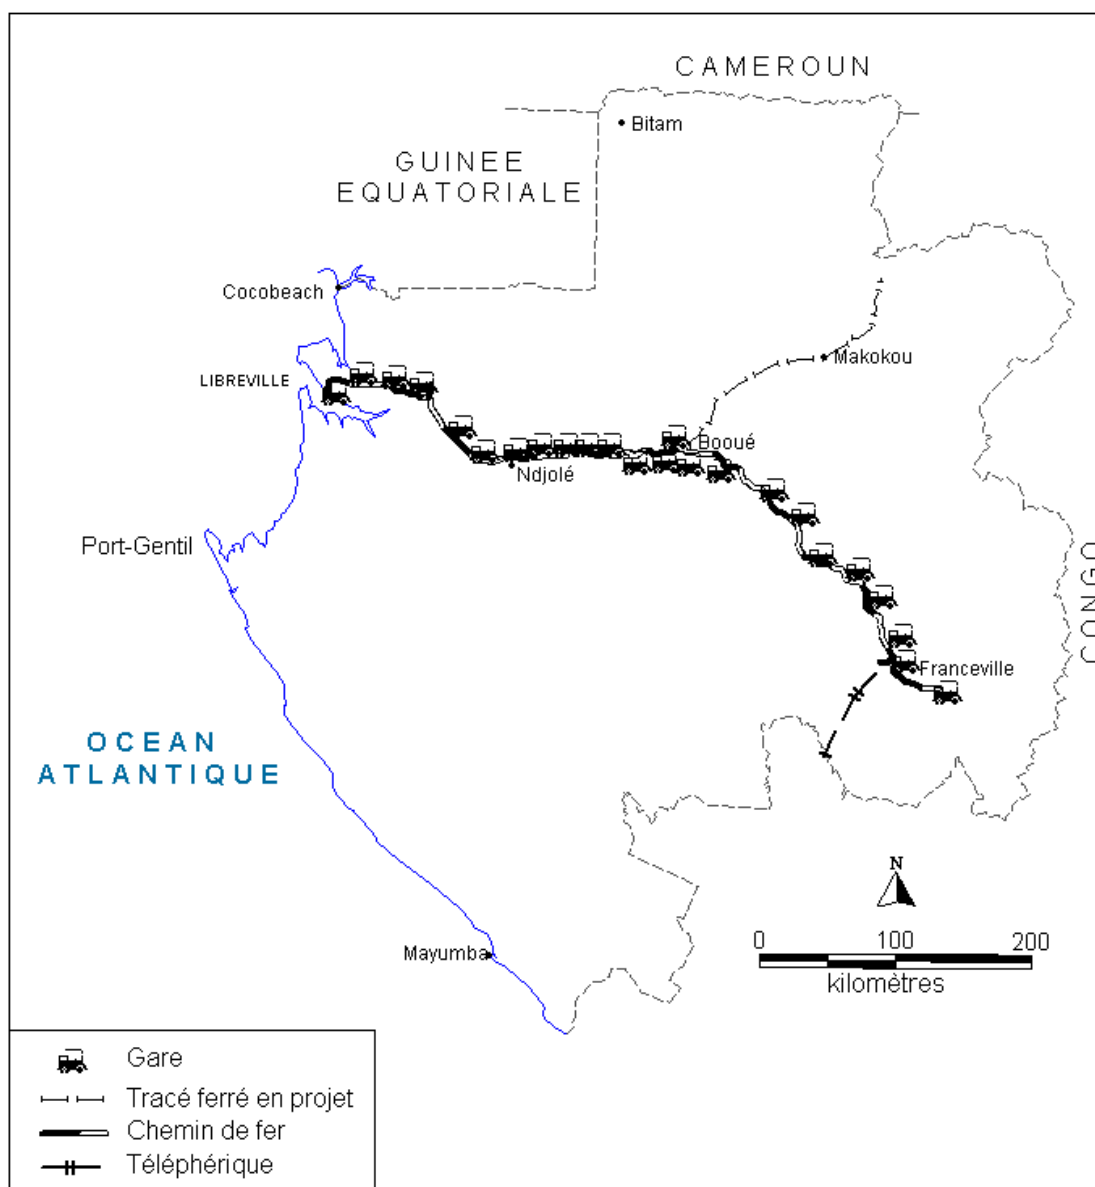 CAMEROUN
Bitam
GUINEE
EQUATORIALE
Cocobeach
Makokou
LIBREVILLE
Booué
Ndjolé
Port-Gentil
CONGO
Franceville
OCEAN
ATLANTIQUE
N
Mayumba
0 100 200
kilomètres
Gare
Tracé ferré en projet
Chemin de fer
Téléphérique